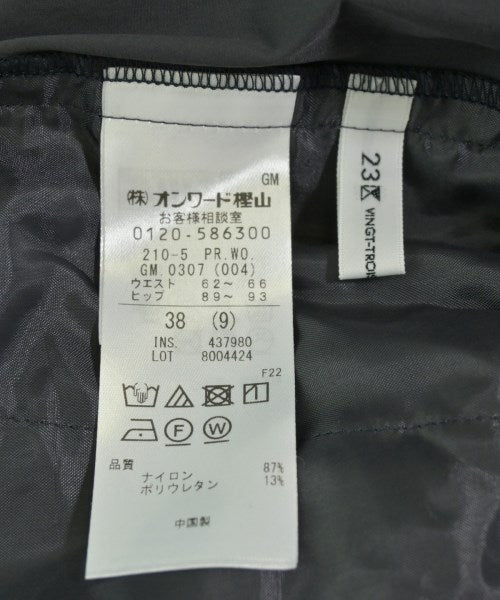 GM
(株)オンワード樫山
お客様相談室
0120-586300
210-5 PR.WO.
GM.0307 (004)
ウエスト 62～ 66
ヒップ 89～ 93
38 (9)
INS. 437980
LOT 8004424
F22
F
W
品質
ナイロン 87%
ポリウレタン 13%
中国製
23区
VINGT-TROIS